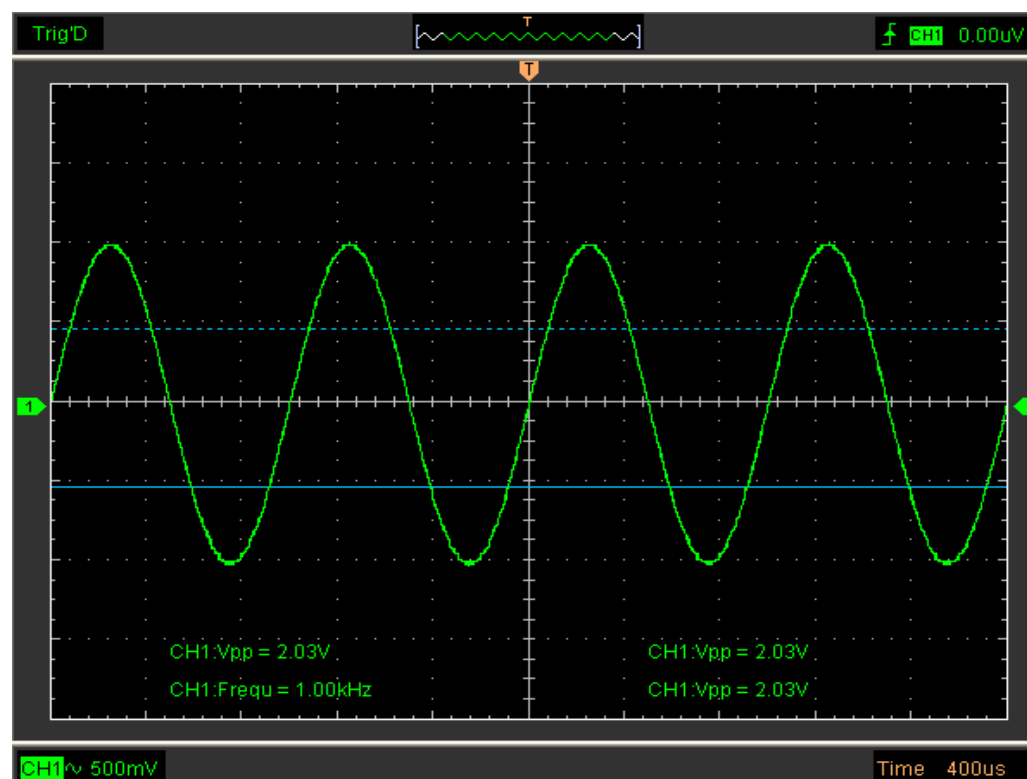 Trig'D
T
CH1 0.00uV
T
1
CH1:Vpp = 2.03V
CH1:Vpp = 2.03V
CH1:Frequ = 1.00kHz
CH1:Vpp = 2.03V
CH1 ~ 500mV
Time 400us